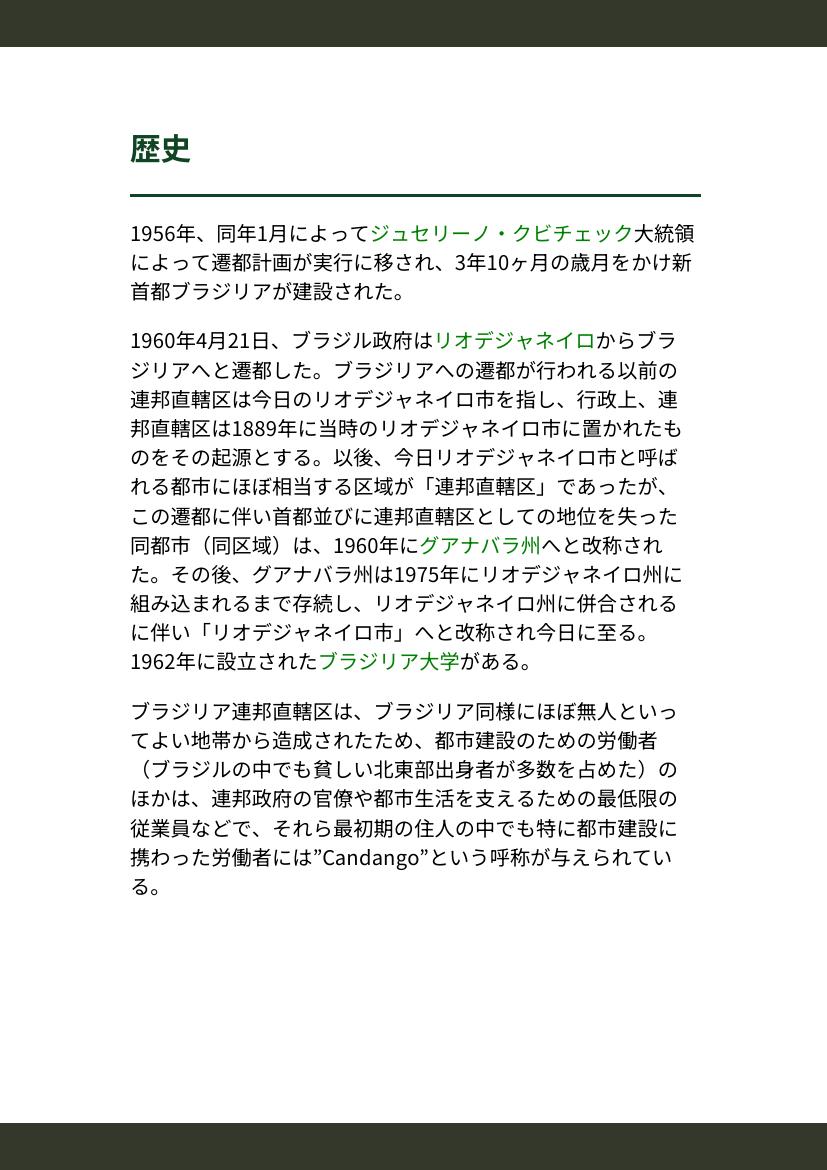 歴史
1956年、同年1月によってジュセリーノ・クビチェック大統領
によって遷都計画が実行に移され、3年10ヶ月の歳月をかけ新
首都ブラジリアが建設された。
1960年4月21日、ブラジル政府はリオデジャネイロからブラ
ジリアへと遷都した。ブラジリアへの遷都が行われる以前の
連邦直轄区は今日のリオデジャネイロ市を指し、行政上、連
邦直轄区は1889年に当時のリオデジャネイロ市に置かれたも
のをその起源とする。以後、今日リオデジャネイロ市と呼ば
れる都市にほぼ相当する区域が「連邦直轄区」であったが、
この遷都に伴い首都並びに連邦直轄区としての地位を失った
同都市（同区域）は、1960年にグアナバラ州へと改称され
た。その後、グアナバラ州は1975年にリオデジャネイロ州に
組み込まれるまで存続し、リオデジャネイロ州に併合される
に伴い「リオデジャネイロ市」へと改称され今日に至る。
1962年に設立されたブラジリア大学がある。
ブラジリア連邦直轄区は、ブラジリア同様にほぼ無人といっ
てよい地帯から造成されたため、都市建設のための労働者
（ブラジルの中でも貧しい北東部出身者が多数を占めた）の
ほかは、連邦政府の官僚や都市生活を支えるための最低限の
従業員などで、それら最初期の住人の中でも特に都市建設に
携わった労働者には”Candango”という呼称が与えられてい
る。